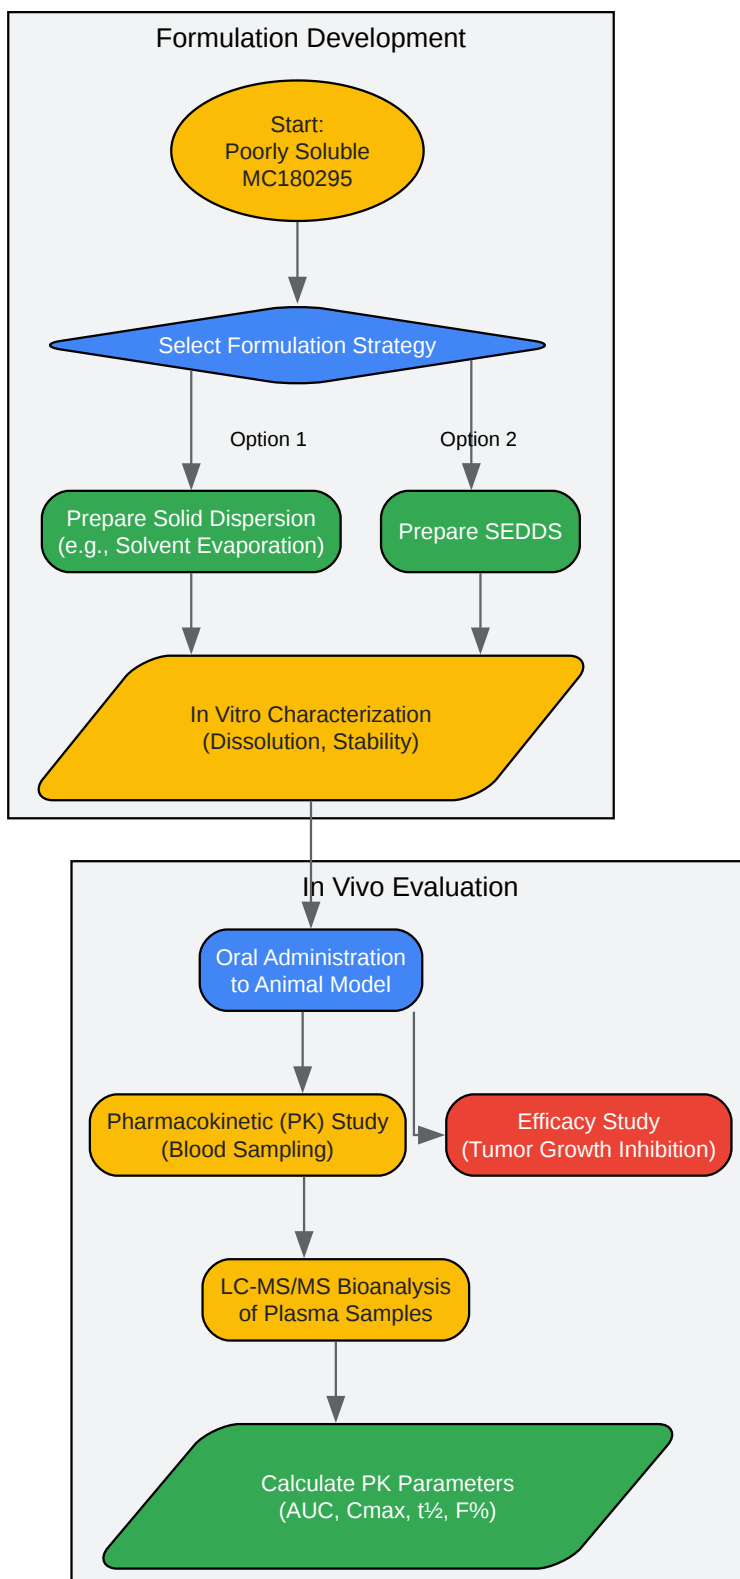 Formulation Development
Start:
Poorly Soluble
MC180295
Select Formulation Strategy
Option 1
Option 2
Prepare Solid Dispersion
(e.g., Solvent Evaporation)
Prepare SEDDS
In Vitro Characterization
(Dissolution, Stability)
In Vivo Evaluation
Oral Administration
to Animal Model
Pharmacokinetic (PK) Study
(Blood Sampling)
Efficacy Study
(Tumor Growth Inhibition)
LC-MS/MS Bioanalysis
of Plasma Samples
Calculate PK Parameters
(AUC, Cmax, t½, F%)